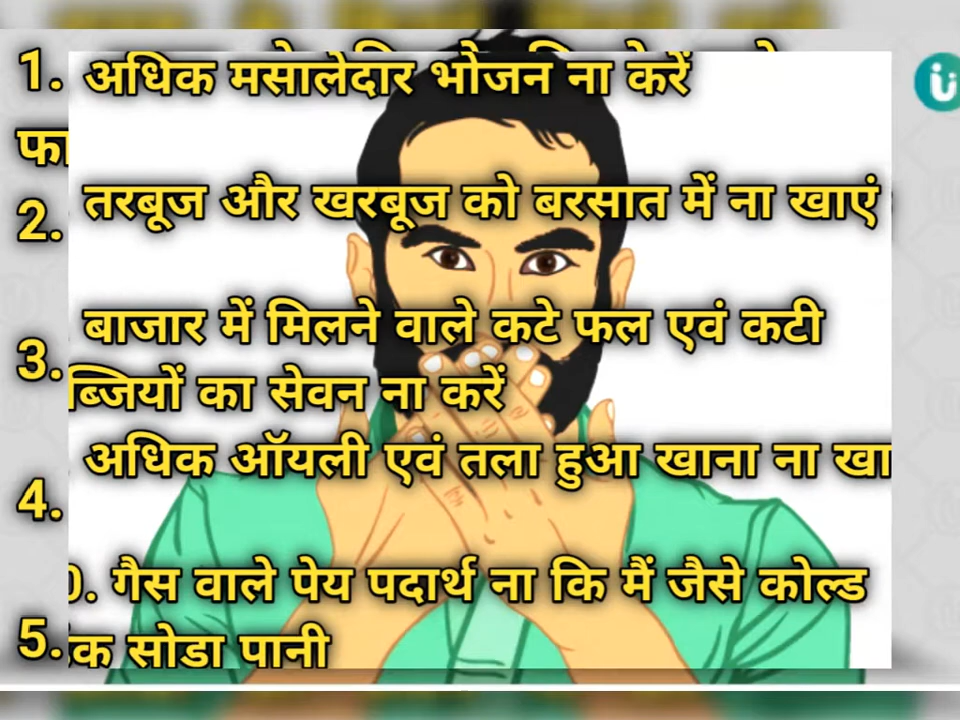 1. अधिक मसालेदार भोजन ना करें
2. तरबूज और खरबूज को बरसात में ना खाएं
बाजार में मिलने वाले कटे फल एवं कटी
3.
ब्जियों का सेवन ना करें
अधिक ऑयली एवं तला हुआ खाना ना खा
4.
0. गैस वाले पेय पदार्थ ना कि मैं जैसे कोल्ड
5.
क सोडा पानी